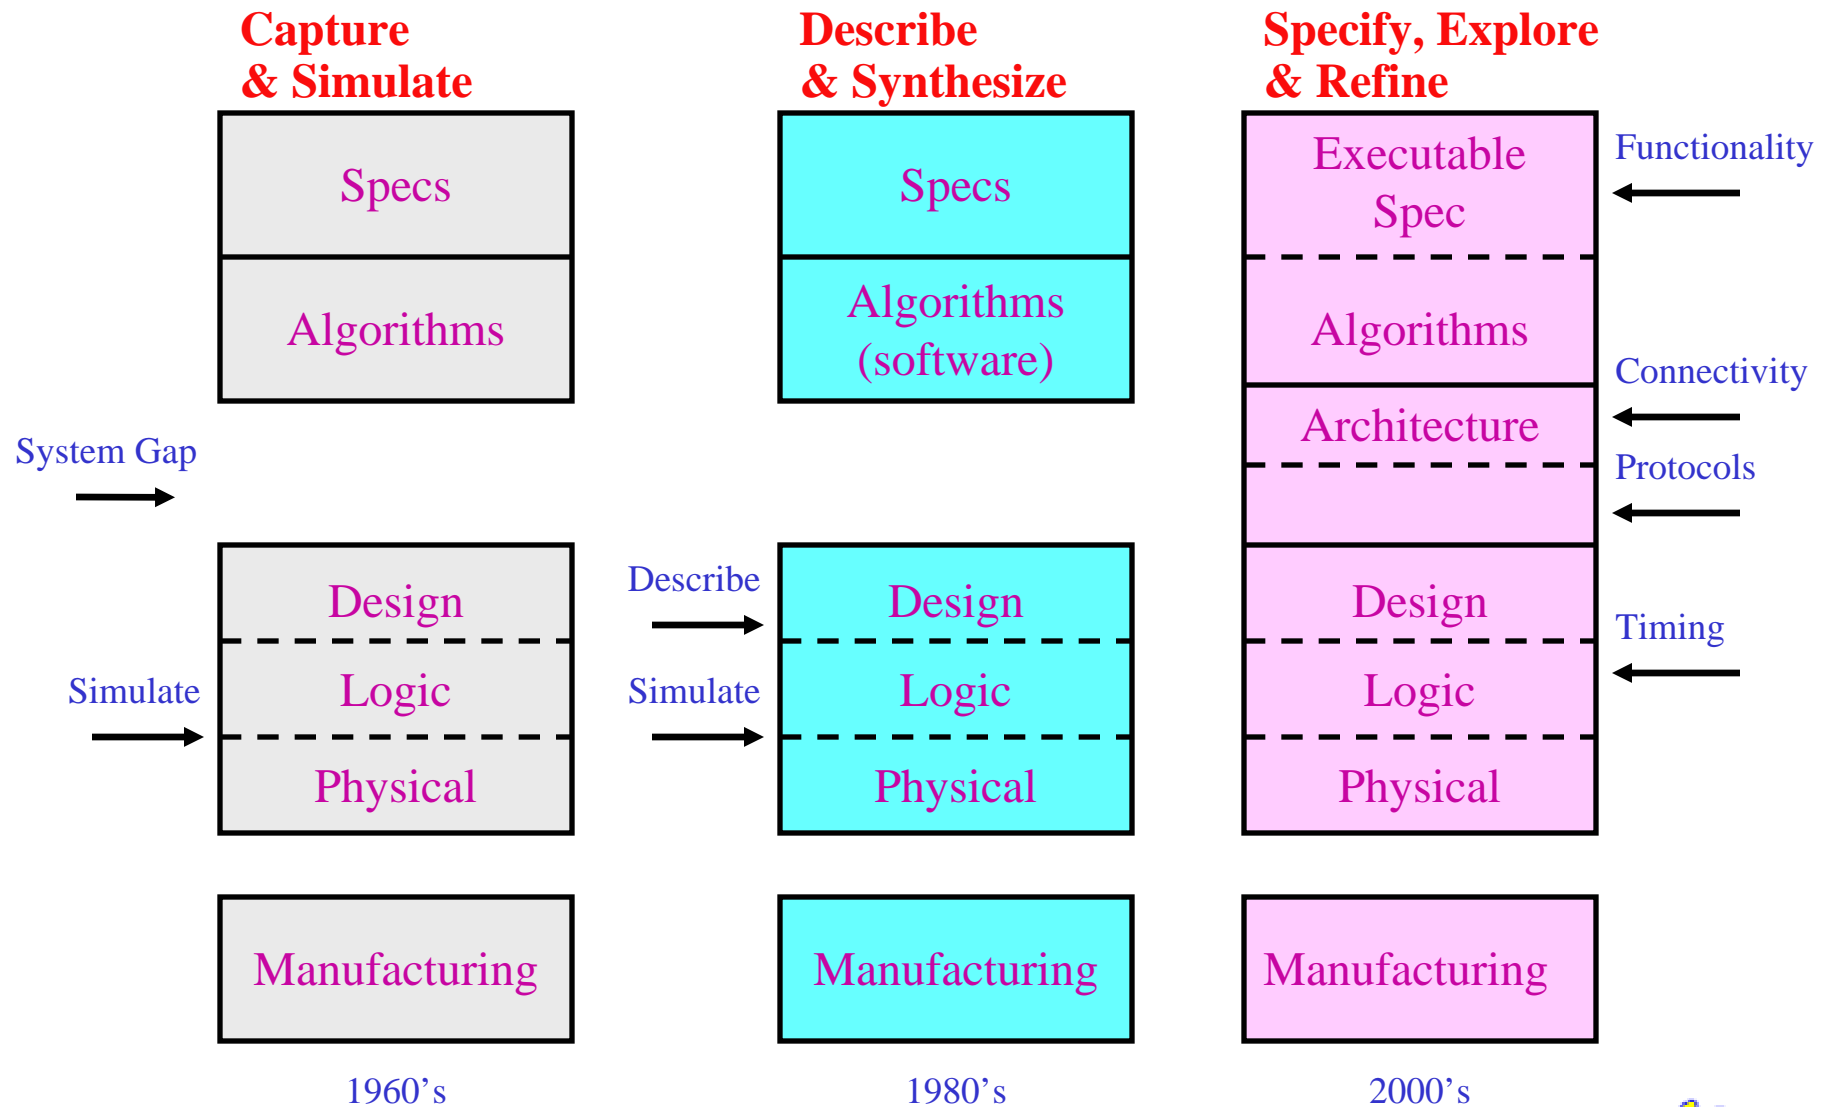 Capture
& Simulate
Specs
Algorithms
System Gap
Design
Simulate
Logic
Physical
Manufacturing
1960’s
Describe
& Synthesize
Specs
Algorithms
(software)
Describe
Design
Simulate
Logic
Physical
Manufacturing
1980’s
Specify, Explore
& Refine
Executable
Spec
Functionality
Algorithms
Connectivity
Architecture
Protocols
Design
Timing
Logic
Physical
Manufacturing
2000’s